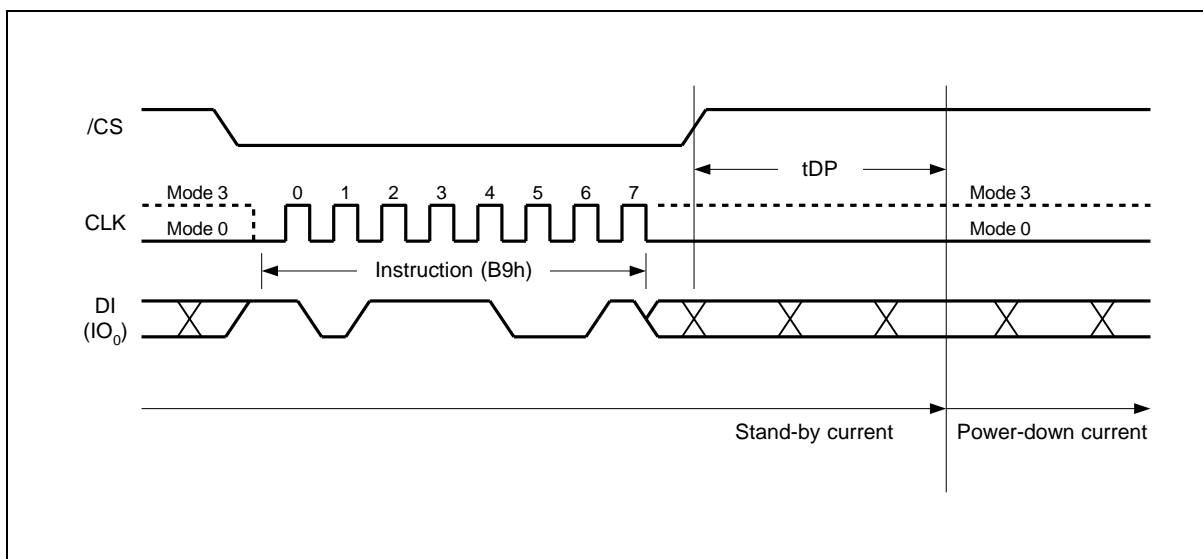 /CS
tDP
Mode 3 0 1 2 3 4 5 6 7 Mode 3
CLK
Mode 0 Mode 0
Instruction (B9h)
DI
(IO₀)
Stand-by current Power-down current